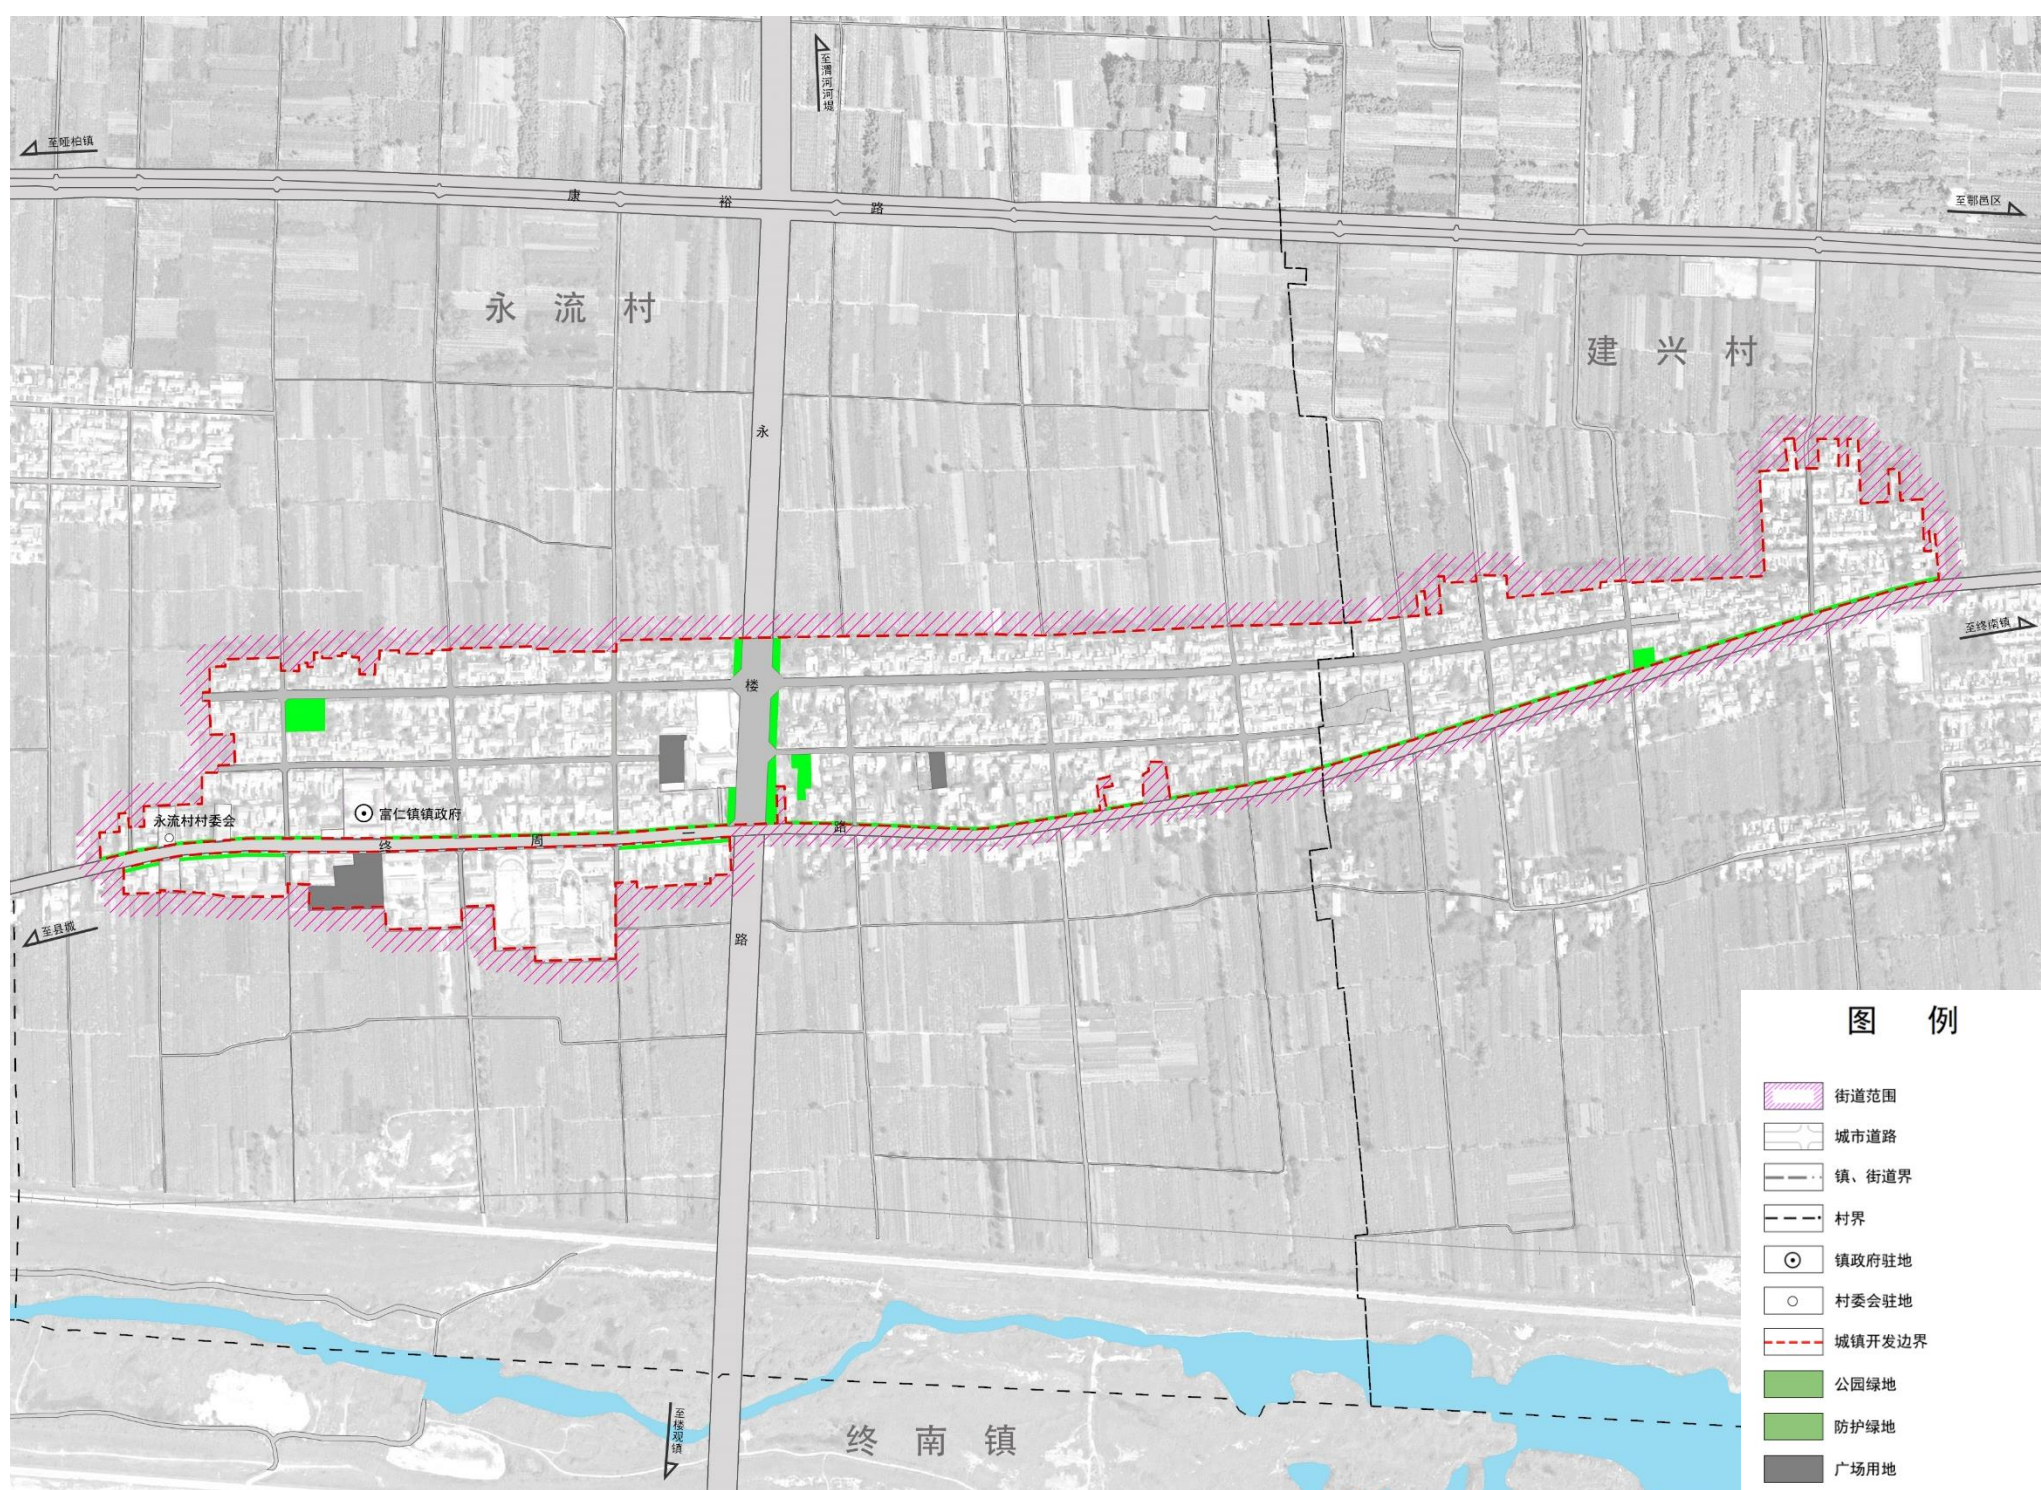 至渭河河堤
至哑柏镇
康裕路
至鄠邑区
永流村
建兴村
永楼路
至终南镇
富仁镇镇政府
永流村村委会
终周二路
至县城
至楼观镇
终南镇
图例
街道范围
城市道路
镇、街道界
村界
镇政府驻地
村委会驻地
城镇开发边界
公园绿地
防护绿地
广场用地